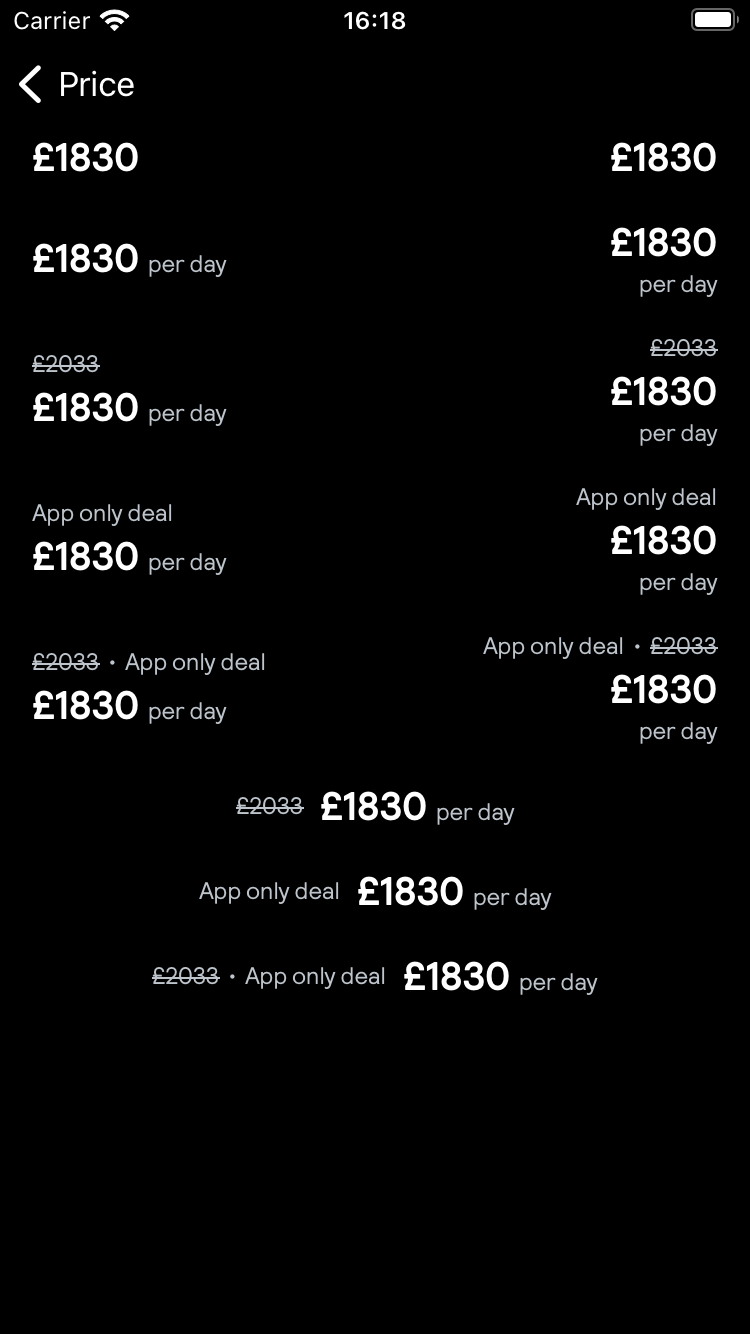 Carrier 16:18
Price
£1830 £1830
£1830 per day £1830
per day
£2033 £2033
£1830 per day £1830
per day
App only deal App only deal
£1830 per day £1830
per day
£2033 • App only deal App only deal • £2033
£1830 per day £1830
per day
£2033 £1830 per day
App only deal £1830 per day
£2033 • App only deal £1830 per day